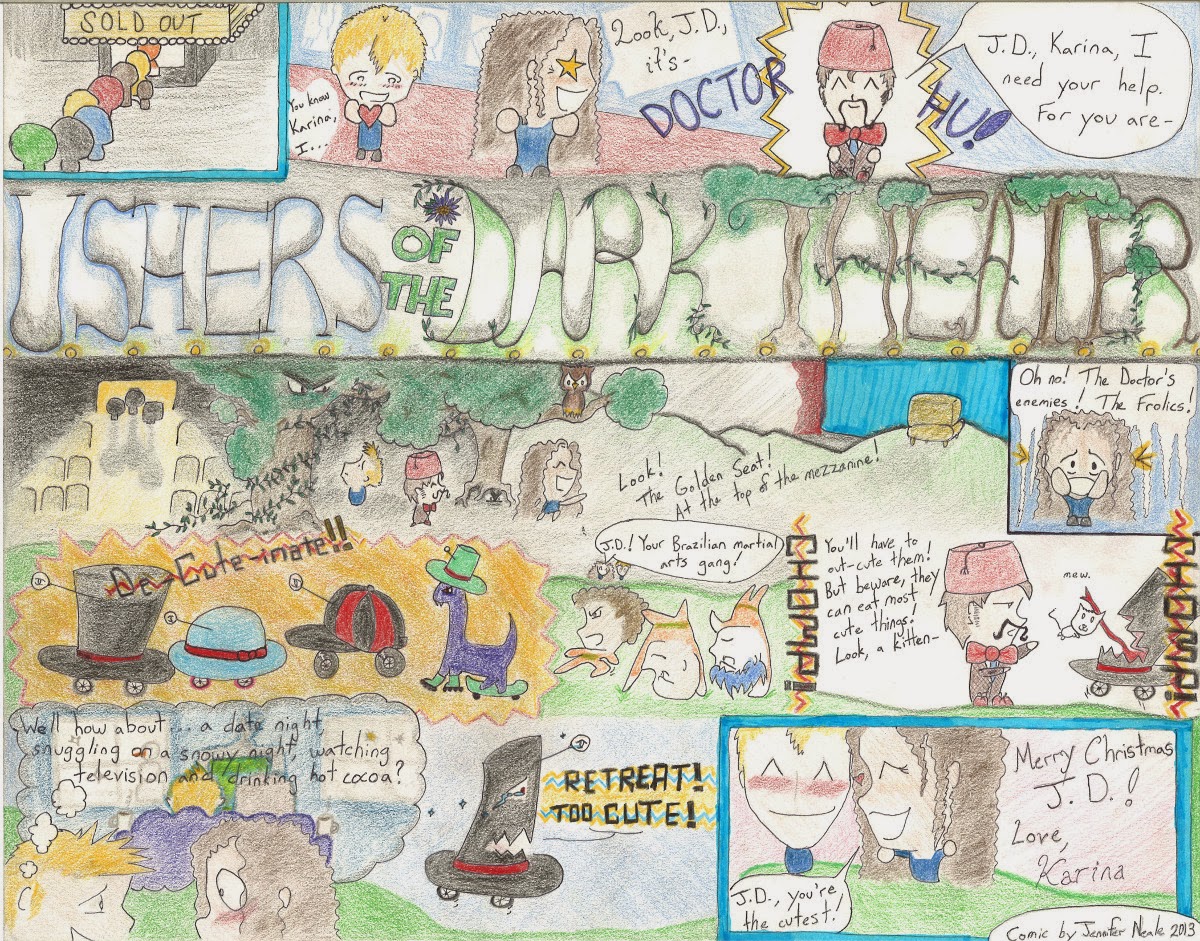 SOLD OUT
You know
Karina,
I...
Look, J.D.,
it's-
DOCTOR
HU!
J.D., Karina, I
need your help.
For you are-
USHERS
OF
THE
DARK THEATER
Look!
The Golden Seat!
At the top of the mezzanine!
Oh no! The Doctor's
enemies! The Frolics!
De-Cute-inate!!
J.D.! Your Brazilian martial
arts gang!
You'll have to
out-cute them!
But beware, they
can eat most
cute things!
Look, a kitten-
mew.
We'll how about... a date night,
snuggling on a snowy night, watching
television and drinking hot cocoa?
RETREAT!
TOO CUTE!
J.D., you're
the cutest!
Merry Christmas
J.D.!
Love,
Karina
Comic by Jennifer Neale 2013